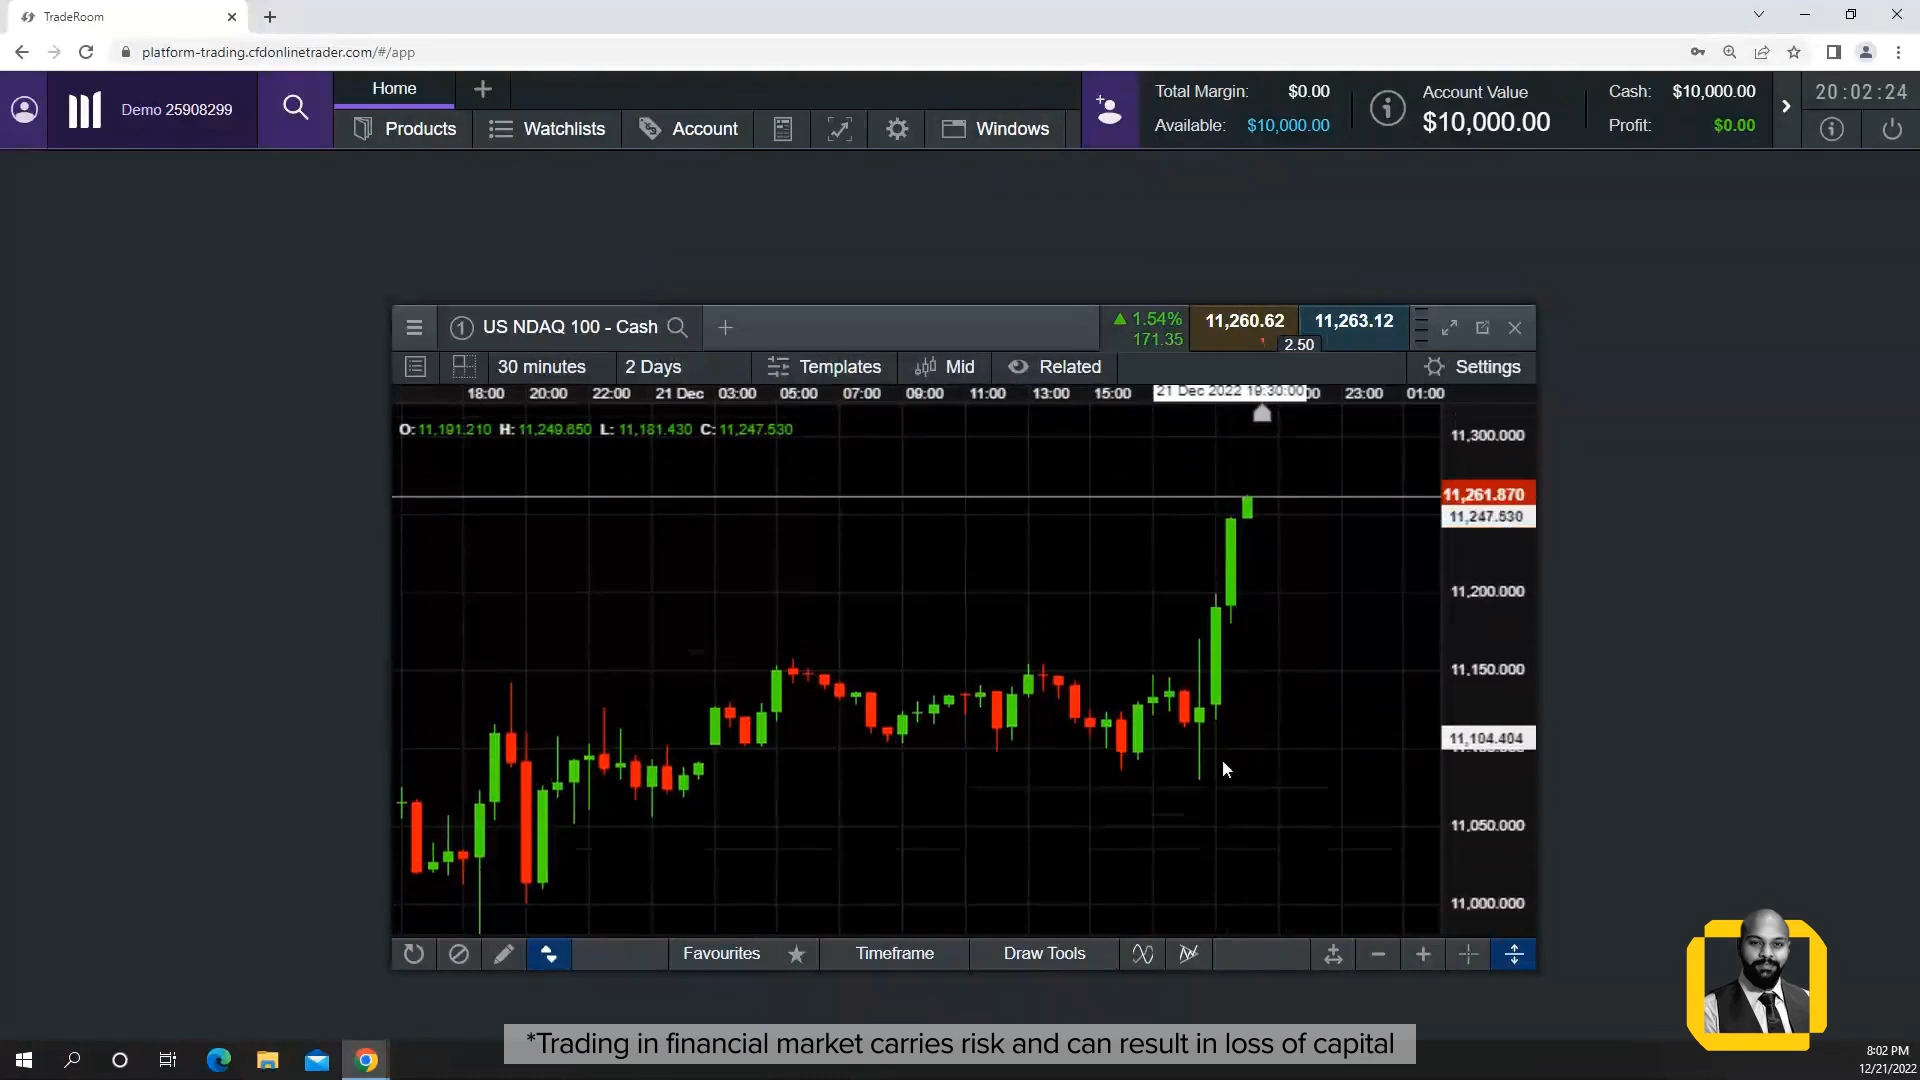 TradeRoom
platform-trading.cfdonlinetrader.com/#/app
Demo 25908299
Home
Products
Watchlists
Account
Windows
Total Margin: $0.00
Available: $10,000.00
Account Value
$10,000.00
Cash: $10,000.00
Profit: $0.00
20:02:24
1 US NDAQ 100 - Cash
1.54%
171.35
11,260.62
11,263.12
2.50
30 minutes
2 Days
Templates
Mid
Related
Settings
18:00 20:00 22:00 21 Dec 03:00 05:00 07:00 09:00 11:00 13:00 15:00 21 Dec 2022 19:30:00 23:00 01:00
O: 11,191.210 H: 11,249.650 L: 11,181.430 C: 11,247.530
11,300.000
11,261.870
11,247.530
11,200.000
11,150.000
11,104.404
11,050.000
11,000.000
Favourites
Timeframe
Draw Tools
*Trading in financial market carries risk and can result in loss of capital
8:02 PM
12/21/2022